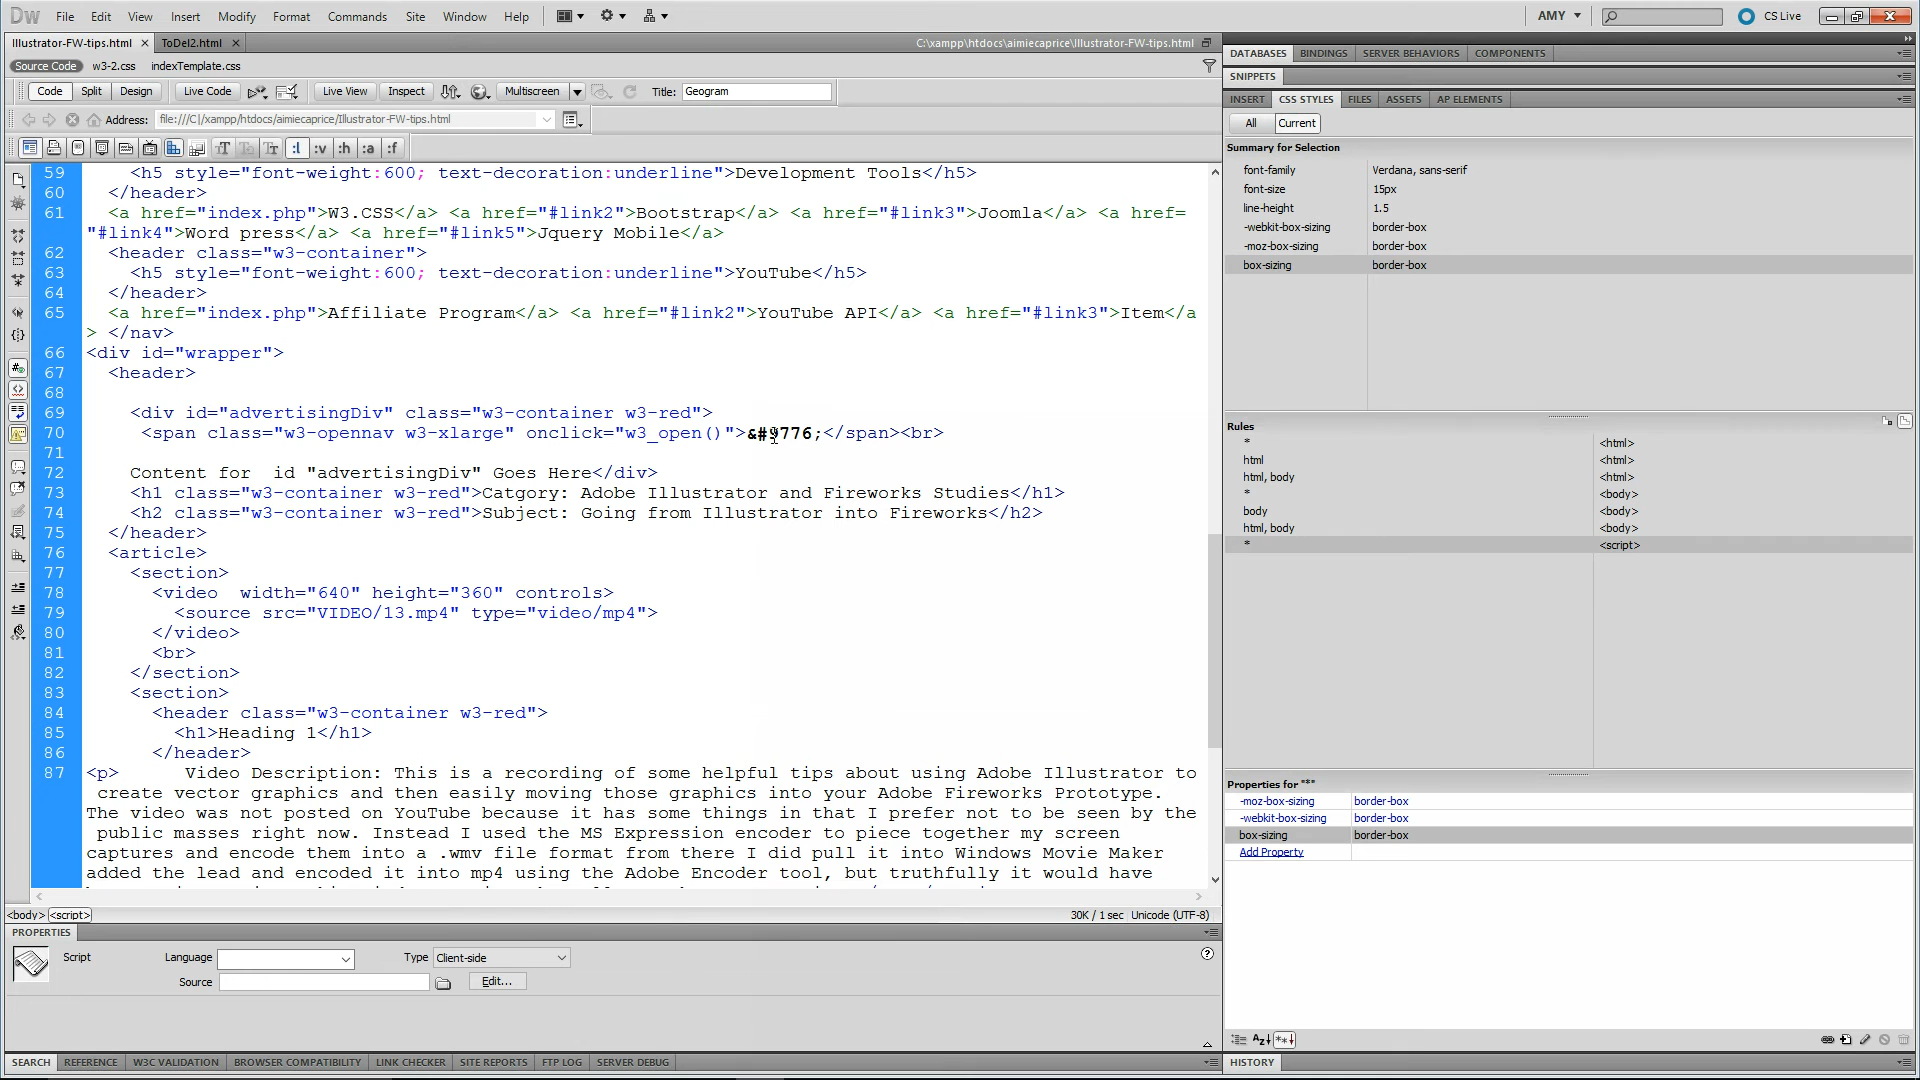 Dw File Edit View Insert Modify Format Commands Site Window Help AMY CS Live
Illustrator-FW-tips.html ToDel2.html C:\xampp\htdocs\aimiecaprice\Illustrator-FW-tips.html
Source Code w3-2.css indexTemplate.css
Code Split Design Live Code Live View Inspect Multiscreen Title: Geogram
Address: file:///C|/xampp/htdocs/aimiecaprice/Illustrator-FW-tips.html
:l :v :h :a :f
59 <h5 style="font-weight:600; text-decoration:underline">Development Tools</h5>
60 </header>
61 <a href="index.php">W3.CSS</a> <a href="#link2">Bootstrap</a> <a href="#link3">Joomla</a> <a href=
"#link4">Word press</a> <a href="#link5">Jquery Mobile</a>
62 <header class="w3-container">
63 <h5 style="font-weight:600; text-decoration:underline">YouTube</h5>
64 </header>
65 <a href="index.php">Affiliate Program</a> <a href="#link2">YouTube API</a> <a href="#link3">Item</a
> </nav>
66 <div id="wrapper">
67 <header>
68
69 <div id="advertisingDiv" class="w3-container w3-red">
70 <span class="w3-opennav w3-xlarge" onclick="w3_open()">&#9776;</span><br>
71
72 Content for  id "advertisingDiv" Goes Here</div>
73 <h1 class="w3-container w3-red">Catgory: Adobe Illustrator and Fireworks Studies</h1>
74 <h2 class="w3-container w3-red">Subject: Going from Illustrator into Fireworks</h2>
75 </header>
76 <article>
77 <section>
78 <video  width="640" height="360" controls>
79 <source src="VIDEO/13.mp4" type="video/mp4">
80 </video>
81 <br>
82 </section>
83 <section>
84 <header class="w3-container w3-red">
85 <h1>Heading 1</h1>
86 </header>
87 <p> Video Description: This is a recording of some helpful tips about using Adobe Illustrator to
create vector graphics and then easily moving those graphics into your Adobe Fireworks Prototype.
The video was not posted on YouTube because it has some things in that I prefer not to be seen by the
public masses right now. Instead I used the MS Expression encoder to piece together my screen
captures and encode them into a .wmv file format from there I did pull it into Windows Movie Maker
added the lead and encoded it into mp4 using the Adobe Encoder tool, but truthfully it would have
<body> <script> 30K / 1 sec Unicode (UTF-8)
PROPERTIES
Script Language Type Client-side
Source Edit...
SEARCH REFERENCE W3C VALIDATION BROWSER COMPATIBILITY LINK CHECKER SITE REPORTS FTP LOG SERVER DEBUG
DATABASES BINDINGS SERVER BEHAVIORS COMPONENTS
SNIPPETS
INSERT CSS STYLES FILES ASSETS AP ELEMENTS
All Current
Summary for Selection
font-family Verdana, sans-serif
font-size 15px
line-height 1.5
-webkit-box-sizing border-box
-moz-box-sizing border-box
box-sizing border-box
Rules
* <html>
html <html>
html, body <html>
* <body>
body <body>
html, body <body>
* <script>
Properties for "*"
-moz-box-sizing border-box
-webkit-box-sizing border-box
box-sizing border-box
Add Property
HISTORY